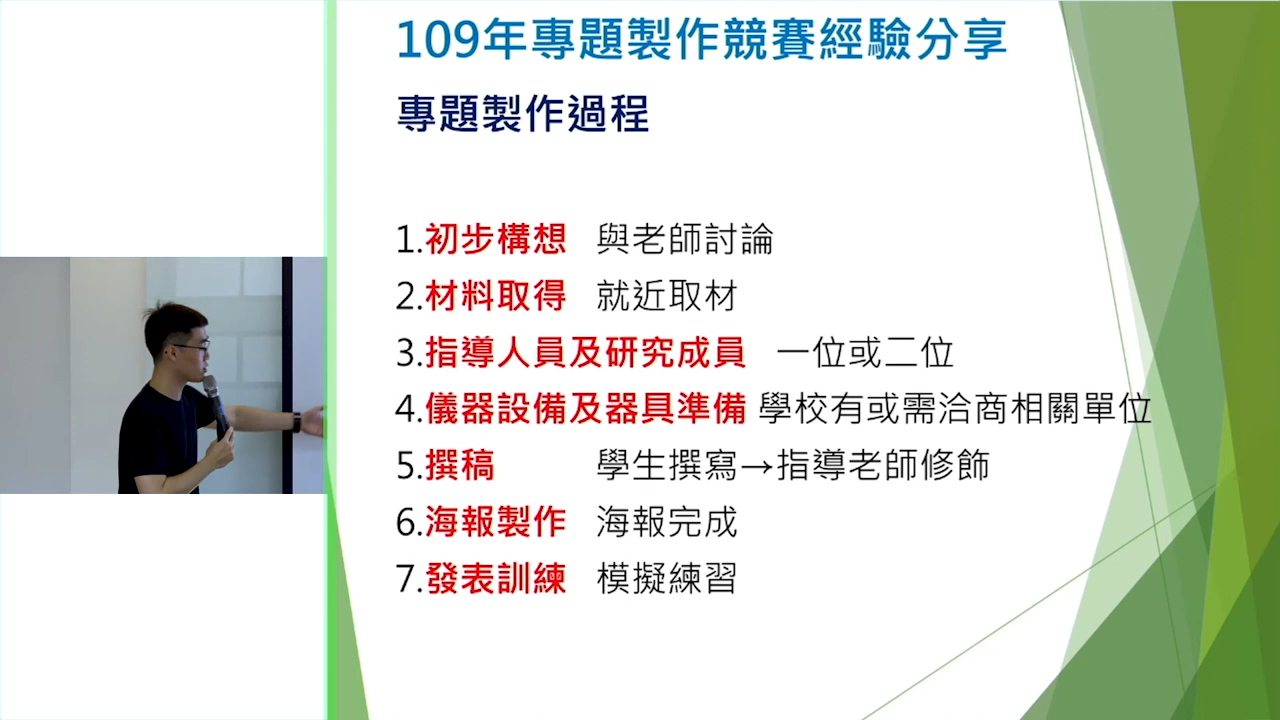 109年專題製作競賽經驗分享
專題製作過程
1.初步構想 與老師討論
2.材料取得 就近取材
3.指導人員及研究成員 一位或二位
4.儀器設備及器具準備 學校有或需洽商相關單位
5.撰稿 學生撰寫→指導老師修飾
6.海報製作 海報完成
7.發表訓練 模擬練習